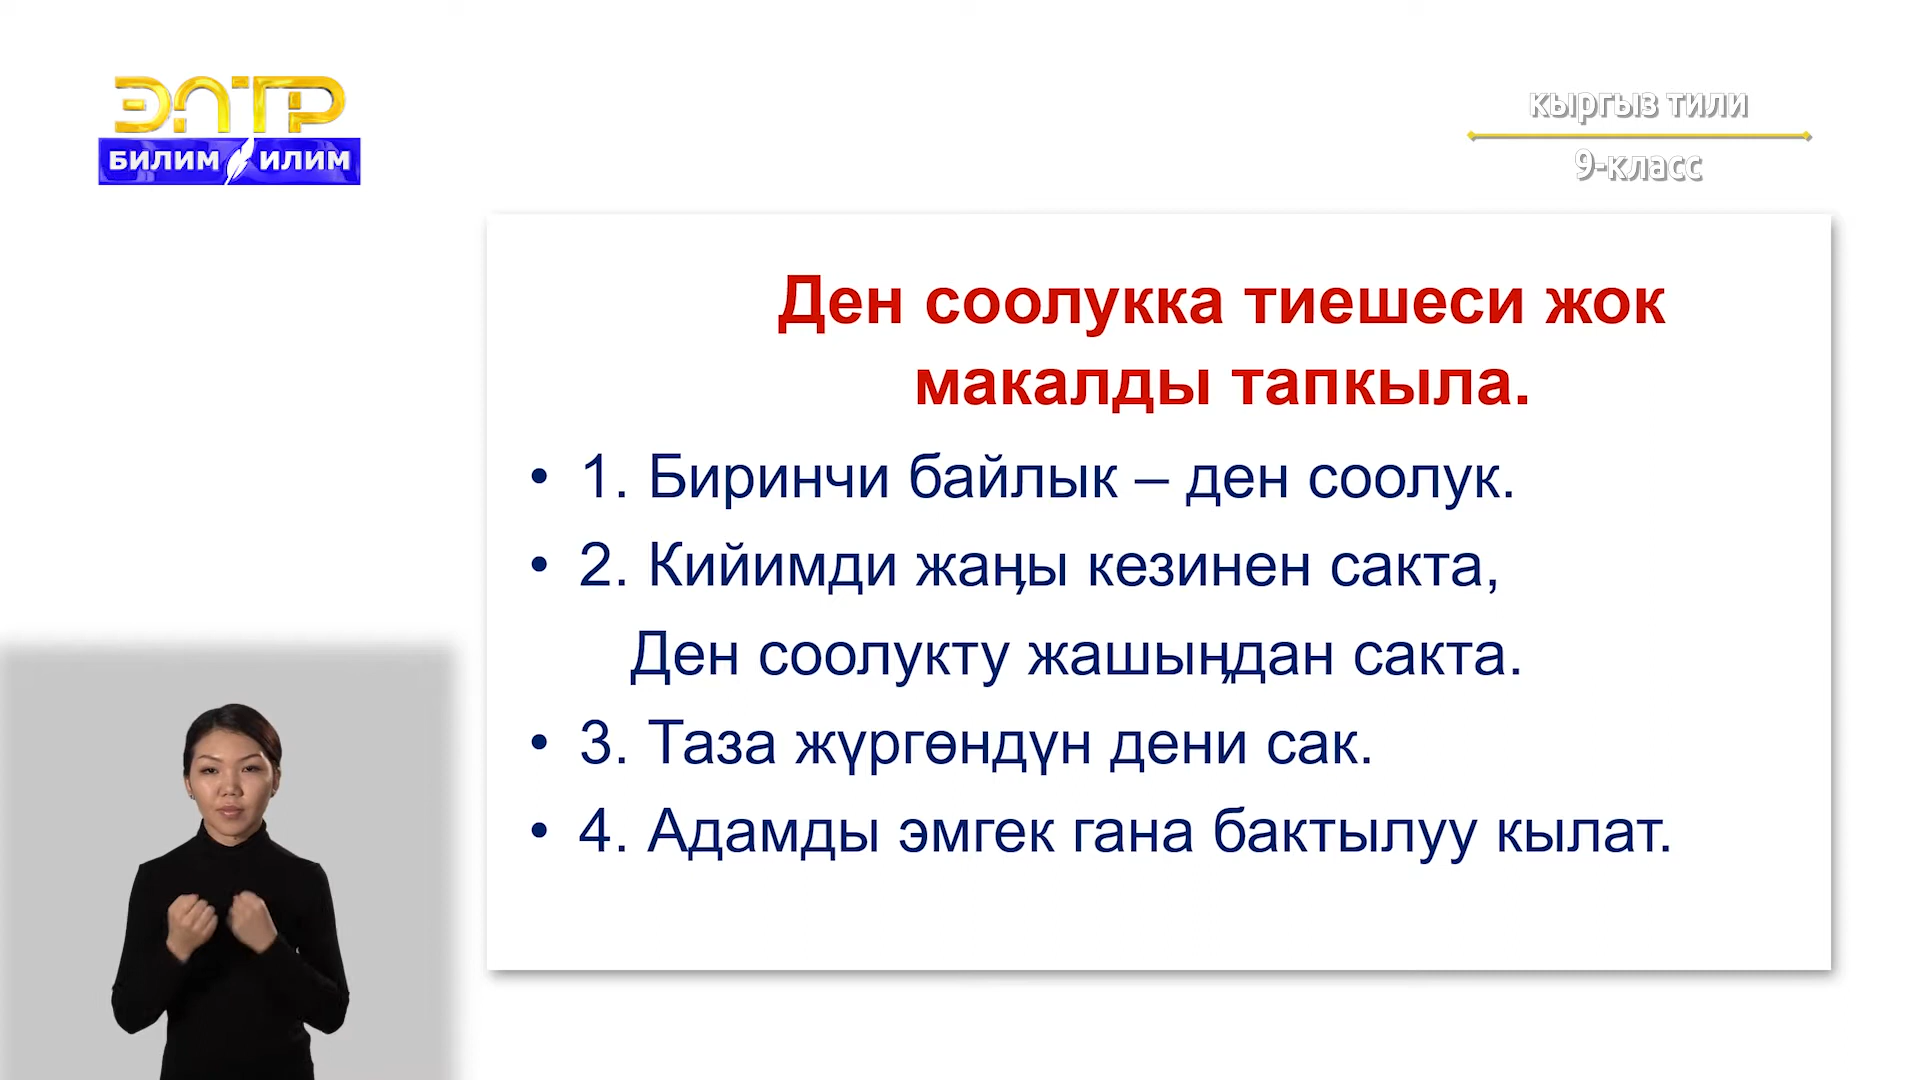 ЭЛТР
БИЛИМ ИЛИМ
кыргыз тили
9-класс
Ден соолукка тиешеси жок
макалды тапкыла.
• 1. Биринчи байлык – ден соолук.
• 2. Кийимди жаңы кезинен сакта,
Ден соолукту жашыңдан сакта.
• 3. Таза жүргөндүн дени сак.
• 4. Адамды эмгек гана бактылуу кылат.